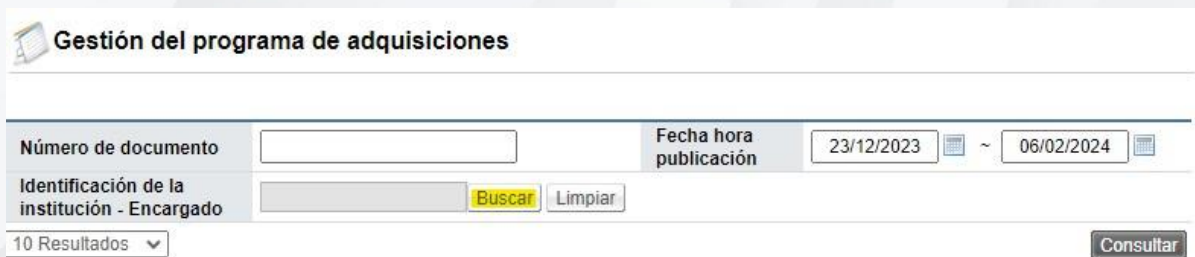 Gestión del programa de adquisiciones
Número de documento
Fecha hora
publicación
23/12/2023 ~ 06/02/2024
Identificación de la
institución - Encargado
Buscar Limpiar
10 Resultados
Consultar